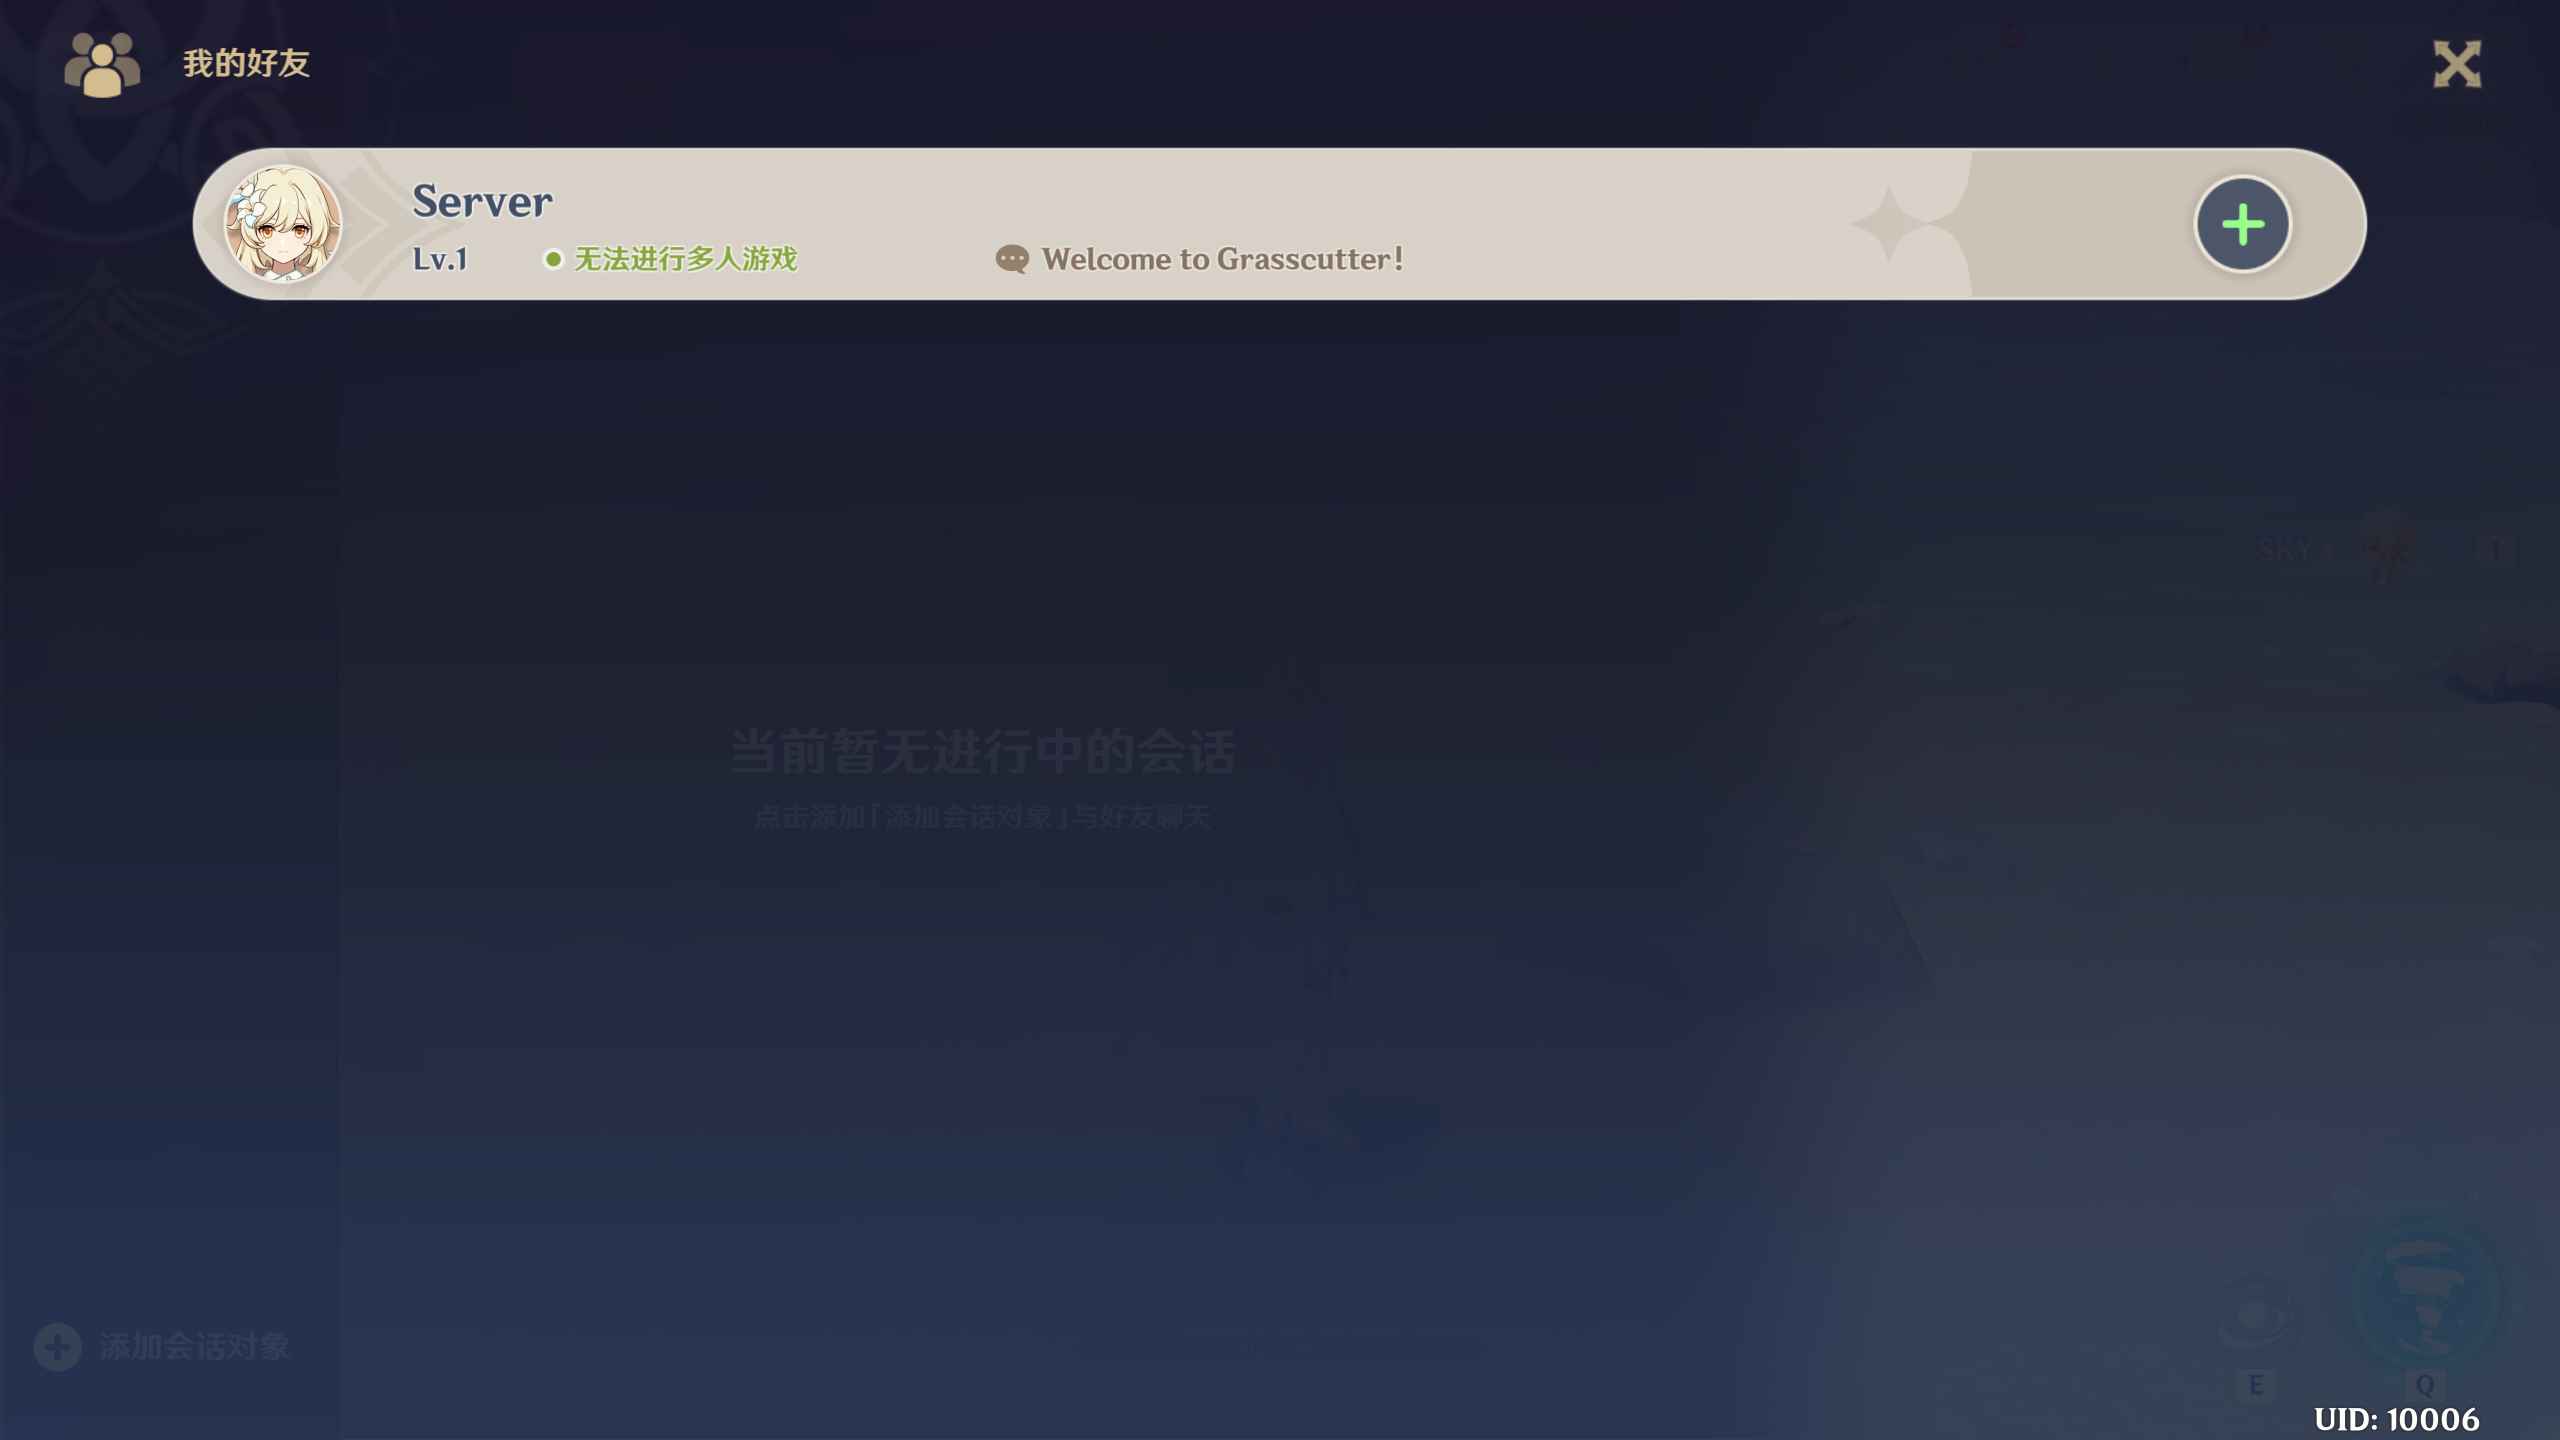 我的好友
Server
Lv.1
无法进行多人游戏
Welcome to Grasscutter!
SKY
1
当前暂无进行中的会话
点击添加「添加会话对象」与好友聊天
添加会话对象
E
Q
UID: 10006